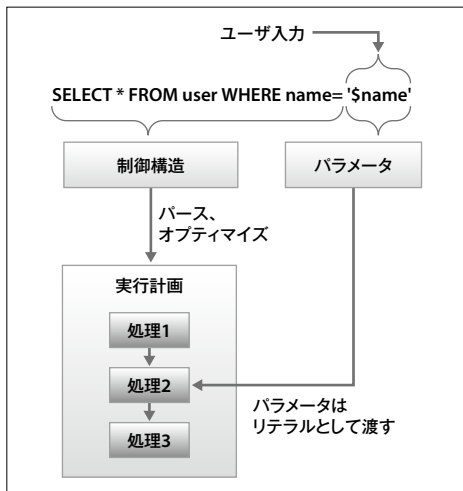 ユーザ入力
SELECT * FROM user WHERE name= '$name'
制御構造
パラメータ
パース、
オプティマイズ
実行計画
処理1
処理2
処理3
パラメータは
リテラルとして渡す